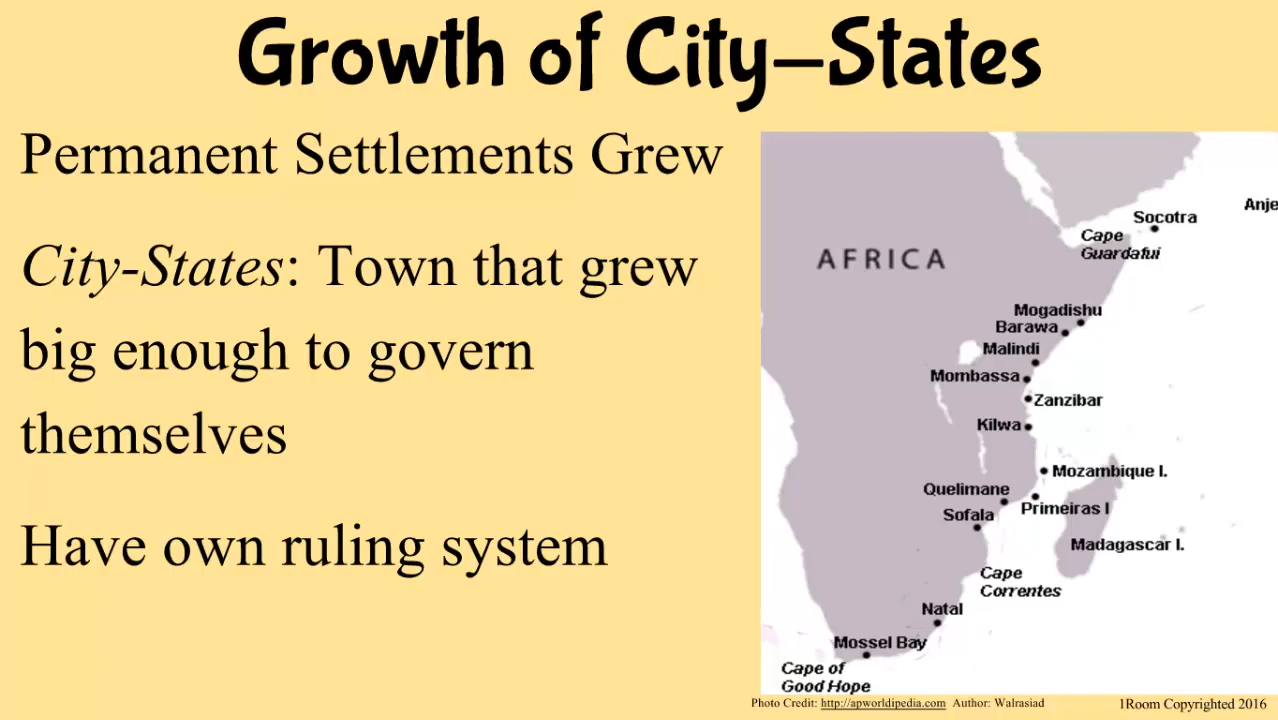 Growth of City–States
Permanent Settlements Grew
City-States: Town that grew
big enough to govern
themselves
Have own ruling system
AFRICA
Socotra
Anje
Cape
Guardafui
Mogadishu
Barawa
Malindi
Mombassa
Zanzibar
Kilwa
Mozambique I.
Quelimane
Primeiras I
Sofala
Madagascar I.
Cape
Correntes
Natal
Mossel Bay
Cape of
Good Hope
Photo Credit: http://apworldipedia.com Author: Walrasiad
1Room Copyrighted 2016